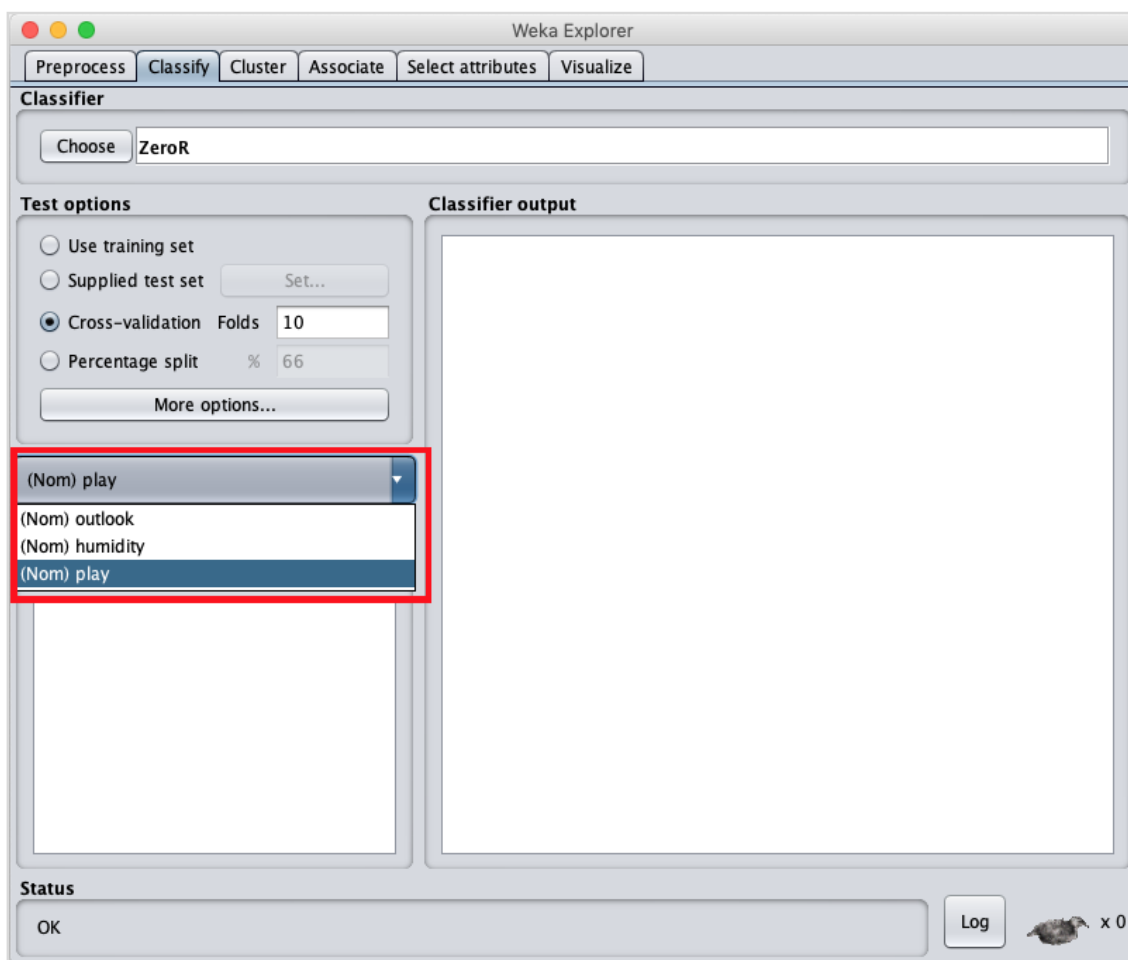 Weka Explorer
Preprocess Classify Cluster Associate Select attributes Visualize
Classifier
Choose ZeroR
Test options
Use training set
Supplied test set Set...
Cross-validation Folds 10
Percentage split % 66
More options...
(Nom) play
(Nom) outlook
(Nom) humidity
(Nom) play
Classifier output
Status
OK
Log x 0